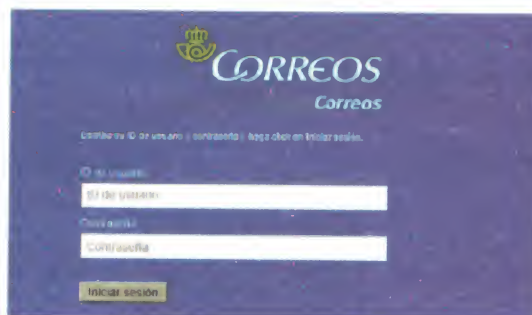 CORREOS
Correos
Escriba su ID de usuario y contraseña y haga click en Iniciar sesión.
ID de usuario
ID de usuario
Contraseña
Contraseña
Iniciar sesión